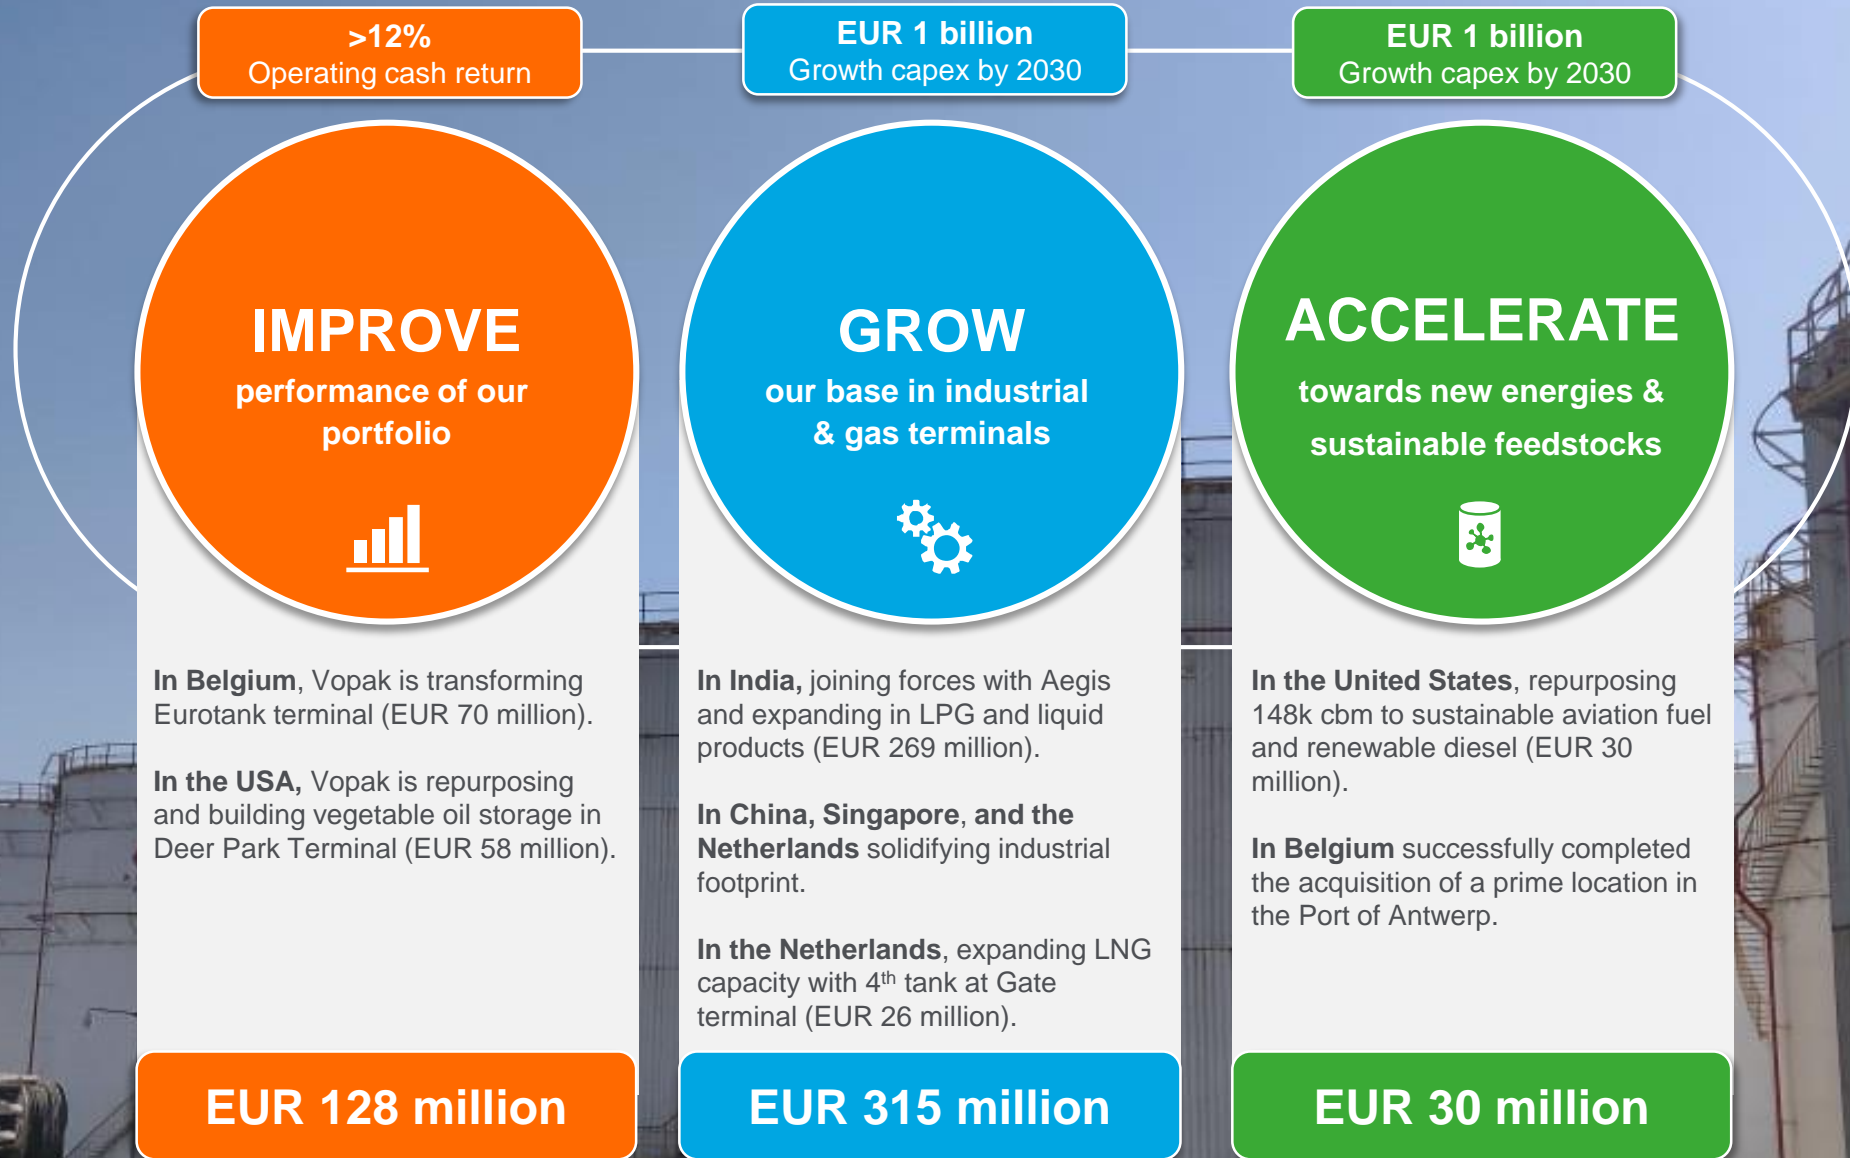 >12%
Operating cash return
EUR 1 billion
Growth capex by 2030
EUR 1 billion
Growth capex by 2030
IMPROVE
performance of our
portfolio
In Belgium, Vopak is transforming
Eurotank terminal (EUR 70 million).
In the USA, Vopak is repurposing
and building vegetable oil storage in
Deer Park Terminal (EUR 58 million).
EUR 128 million
GROW
our base in industrial
& gas terminals
In India, joining forces with Aegis
and expanding in LPG and liquid
products (EUR 269 million).
In China, Singapore, and the
Netherlands solidifying industrial
footprint.
In the Netherlands, expanding LNG
capacity with 4th tank at Gate
terminal (EUR 26 million).
EUR 315 million
ACCELERATE
towards new energies &
sustainable feedstocks
In the United States, repurposing
148k cbm to sustainable aviation fuel
and renewable diesel (EUR 30
million).
In Belgium successfully completed
the acquisition of a prime location in
the Port of Antwerp.
EUR 30 million